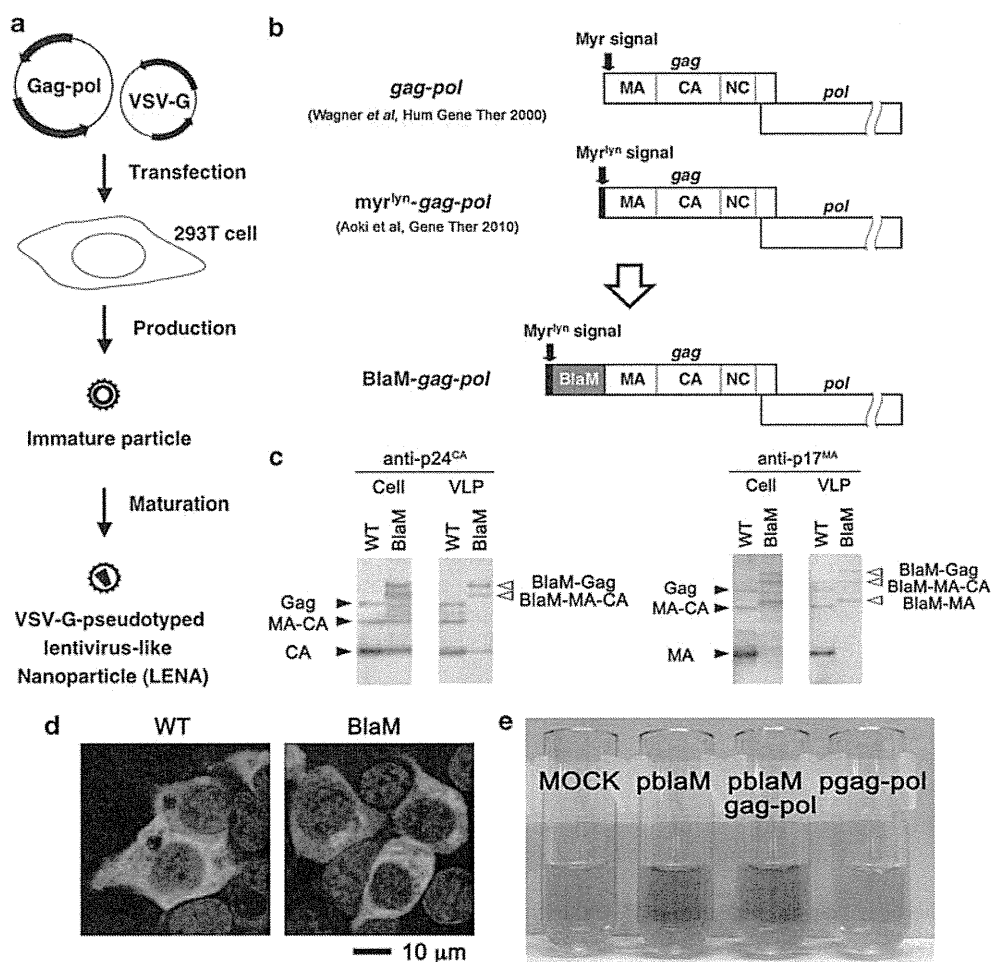 a
Gag-pol
VSV-G
Transfection
293T cell
Production
Immature particle
Maturation
VSV-G-pseudotyped
lentivirus-like
Nanoparticle (LENA)
b
Myr signal
gag
gag-pol
MA CA NC
pol
(Wagner et al, Hum Gene Ther 2000)
Myrlyn signal
gag
myrlyn-gag-pol
MA CA NC
pol
(Aoki et al, Gene Ther 2010)
Myrlyn signal
gag
BlaM-gag-pol
BlaM MA CA NC
pol
c
anti-p24CA
Cell VLP
WT BlaM WT BlaM
Gag
MA-CA
CA
BlaM-Gag
BlaM-MA-CA
anti-p17MA
Cell VLP
WT BlaM WT BlaM
Gag
MA-CA
MA
BlaM-Gag
BlaM-MA-CA
BlaM-MA
d
WT BlaM
10 µm
e
MOCK pblaM pblaM gag-pol pgag-pol